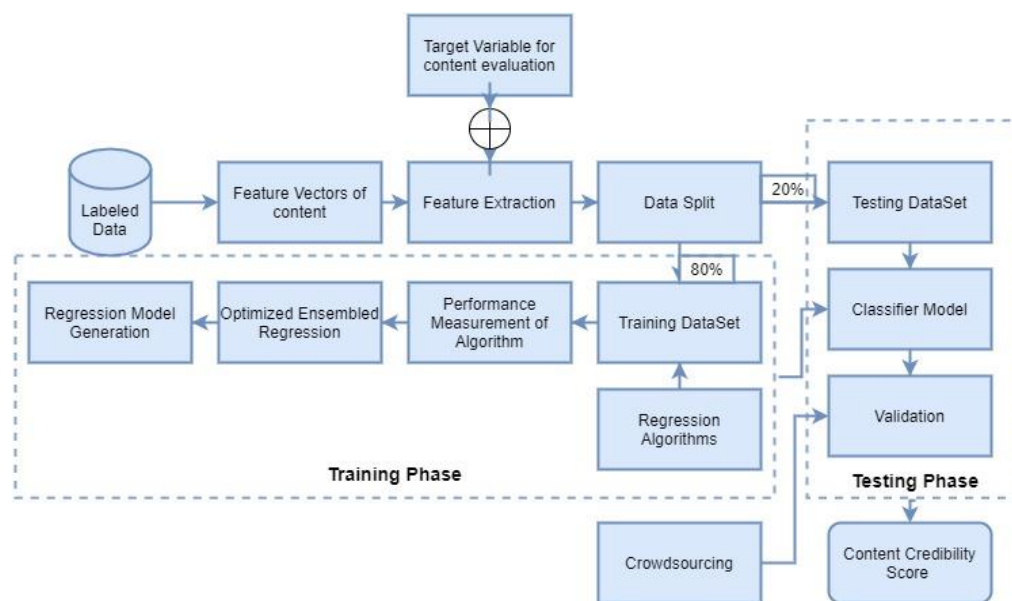 Target Variable for
content evaluation
Labeled
Data
Feature Vectors of
content
Feature Extraction
Data Split
20%
Testing DataSet
80%
Regression Model
Generation
Optimized Ensembled
Regression
Performance
Measurement of
Algorithm
Training DataSet
Classifier Model
Regression
Algorithms
Validation
Training Phase
Testing Phase
Crowdsourcing
Content Credibility
Score